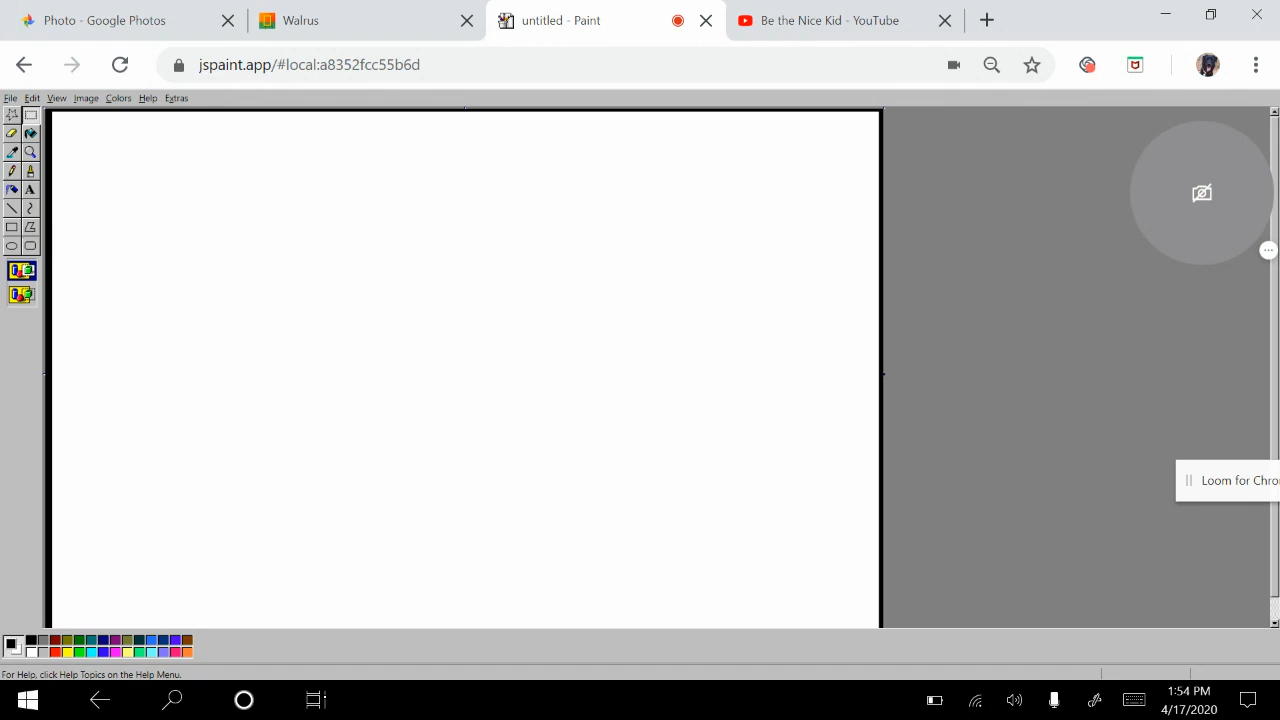 Photo - Google Photos
Walrus
untitled - Paint
Be the Nice Kid - YouTube
jspaint.app/#local:a8352fcc55b6d
File Edit View Image Colors Help Extras
A
Loom for Chro
For Help, click Help Topics on the Help Menu.
1:54 PM
4/17/2020